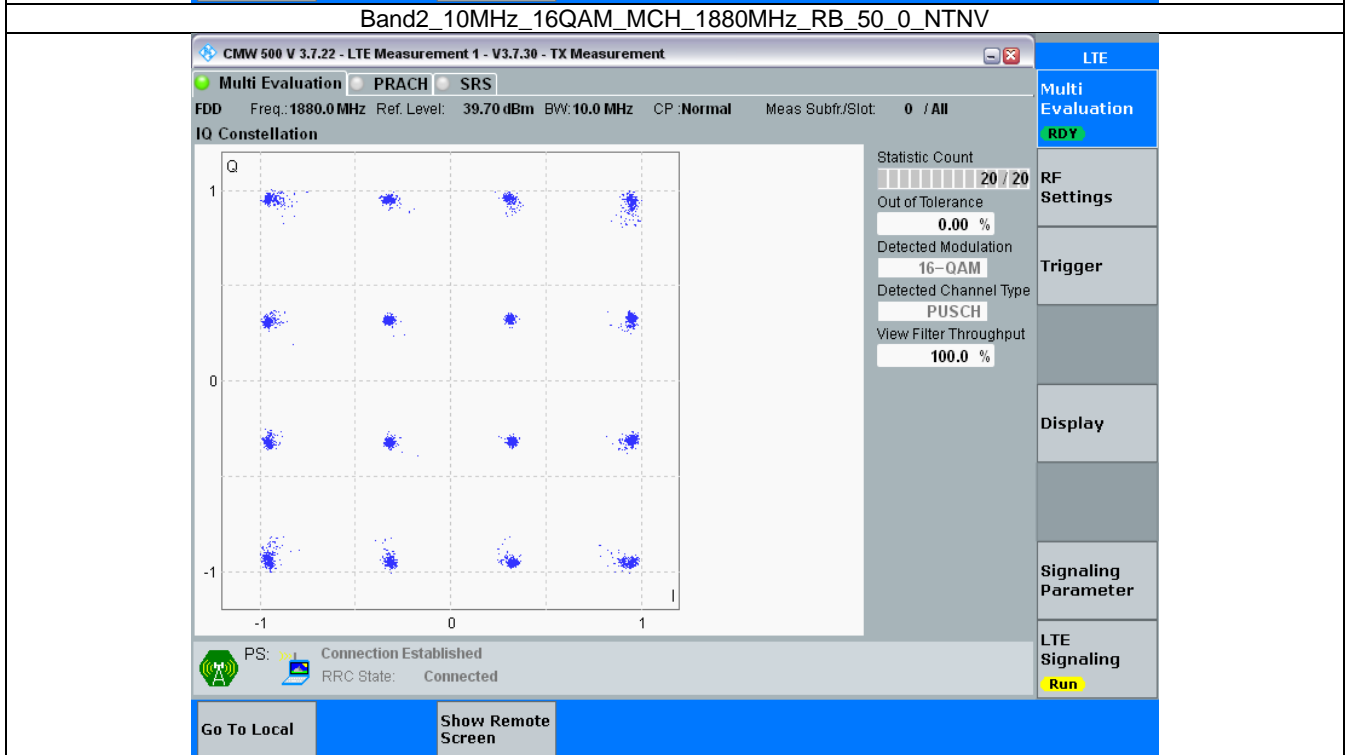 Band2_10MHz_16QAM_MCH_1880MHz_RB_50_0_NTNV
CMW 500 V 3.7.22 - LTE Measurement 1 - V3.7.30 - TX Measurement
LTE
Multi Evaluation PRACH SRS
FDD Freq.: 1880.0 MHz Ref. Level: 39.70 dBm BW: 10.0 MHz CP :Normal Meas Subfr./Slot: 0 / All
IQ Constellation
Q
1
0
-1
I
-1 0 1
Statistic Count
20 / 20
Out of Tolerance
0.00 %
Detected Modulation
16-QAM
Detected Channel Type
PUSCH
View Filter Throughput
100.0 %
Multi
Evaluation
RDY
RF
Settings
Trigger
Display
Signaling
Parameter
LTE
Signaling
Run
PS: Connection Established
RRC State: Connected
Go To Local
Show Remote
Screen